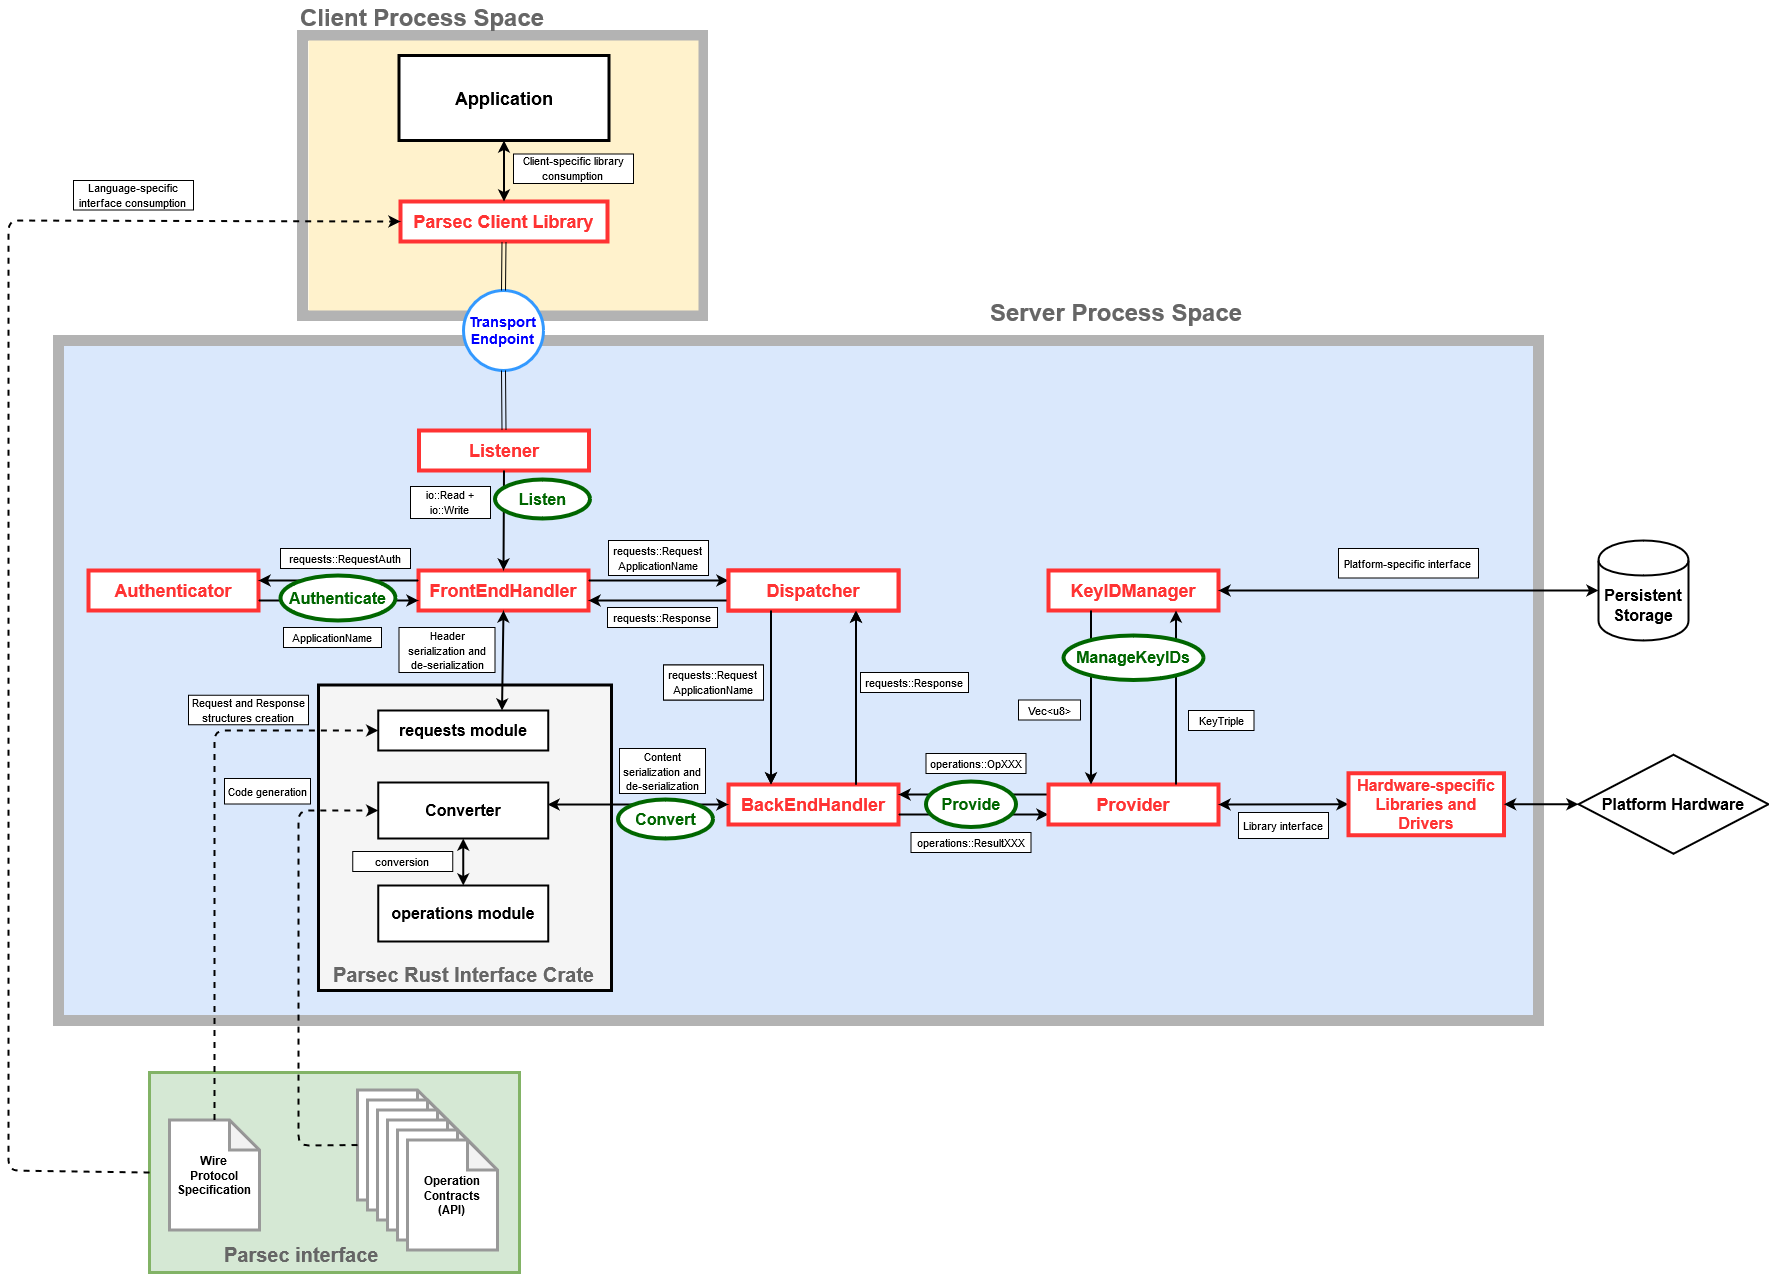 Client Process Space
Application
Client-specific library
consumption
Language-specific
interface consumption
Parsec Client Library
Transport
Endpoint
Server Process Space
Listener
io::Read +
io::Write
Listen
requests::RequestAuth
requests::Request
ApplicationName
Platform-specific interface
Authenticator
Authenticate
FrontEndHandler
Dispatcher
KeyIDManager
Persistent
Storage
ApplicationName
Header
serialization and
de-serialization
requests::Response
ManageKeyIDs
requests::Request
ApplicationName
requests::Response
Request and Response
structures creation
Vec<u8>
KeyTriple
requests module
Content
serialization and
de-serialization
operations::OpXXX
Code generation
Converter
Convert
BackEndHandler
Provide
Provider
Hardware-specific
Libraries and
Drivers
Platform Hardware
Library interface
operations::ResultXXX
conversion
operations module
Parsec Rust Interface Crate
Wire
Protocol
Specification
Operation
Contracts
(API)
Parsec interface